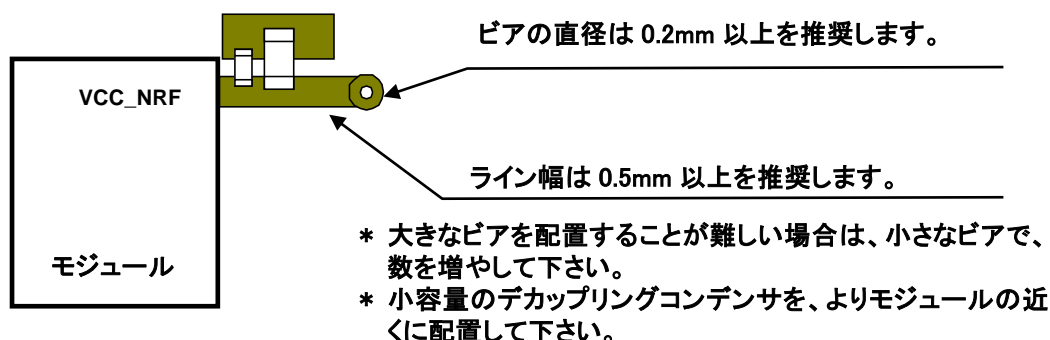 ビアの直径は 0.2mm 以上を推奨します。
VCC_NRF
ライン幅は 0.5mm 以上を推奨します。
モジュール
* 大きなビアを配置することが難しい場合は、小さなビアで、
数を増やして下さい。
* 小容量のデカップリングコンデンサを、よりモジュールの近
くに配置して下さい。